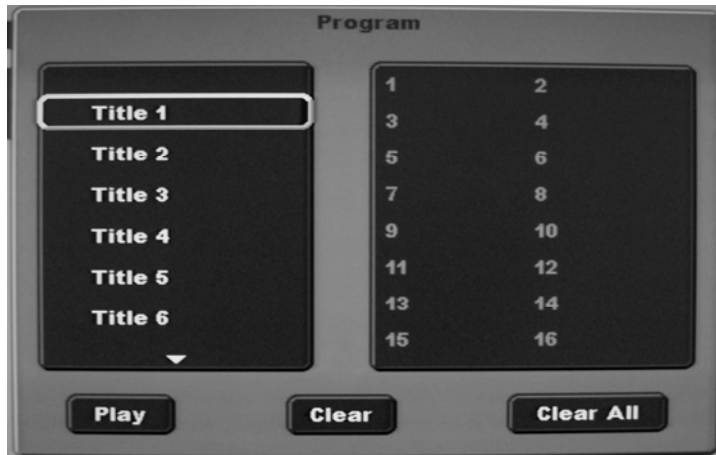 Program
Title 1
Title 2
Title 3
Title 4
Title 5
Title 6
1 2
3 4
5 6
7 8
9 10
11 12
13 14
15 16
Play Clear Clear All